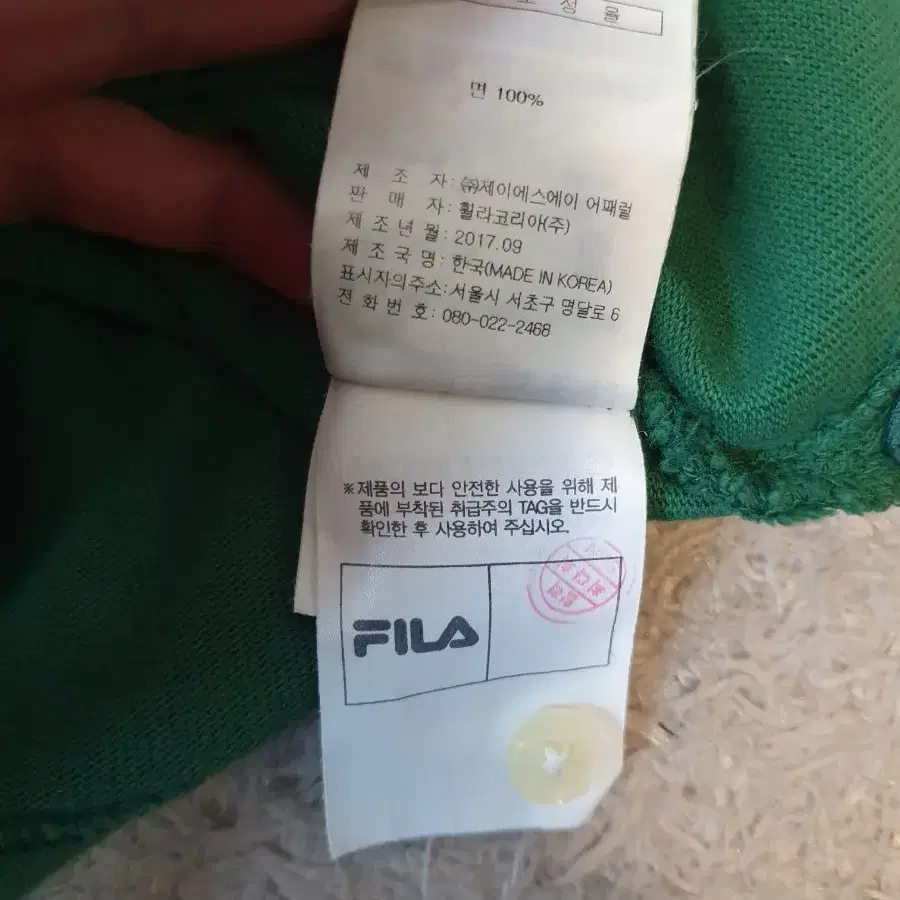 조성율
면 100%
제 조 자 : ㈜제이에스에이 어패럴
판 매 자 : 휠라코리아(주)
제 조 년 월 : 2017.09
제 조 국 명 : 한국(MADE IN KOREA)
표시자의주소 : 서울시 서초구 명달로 6
전 화 번 호 : 080-022-2468
※제품의 보다 안전한 사용을 위해 제
품에 부착된 취급주의 TAG을 반드시
확인한 후 사용하여 주십시오.
FILA